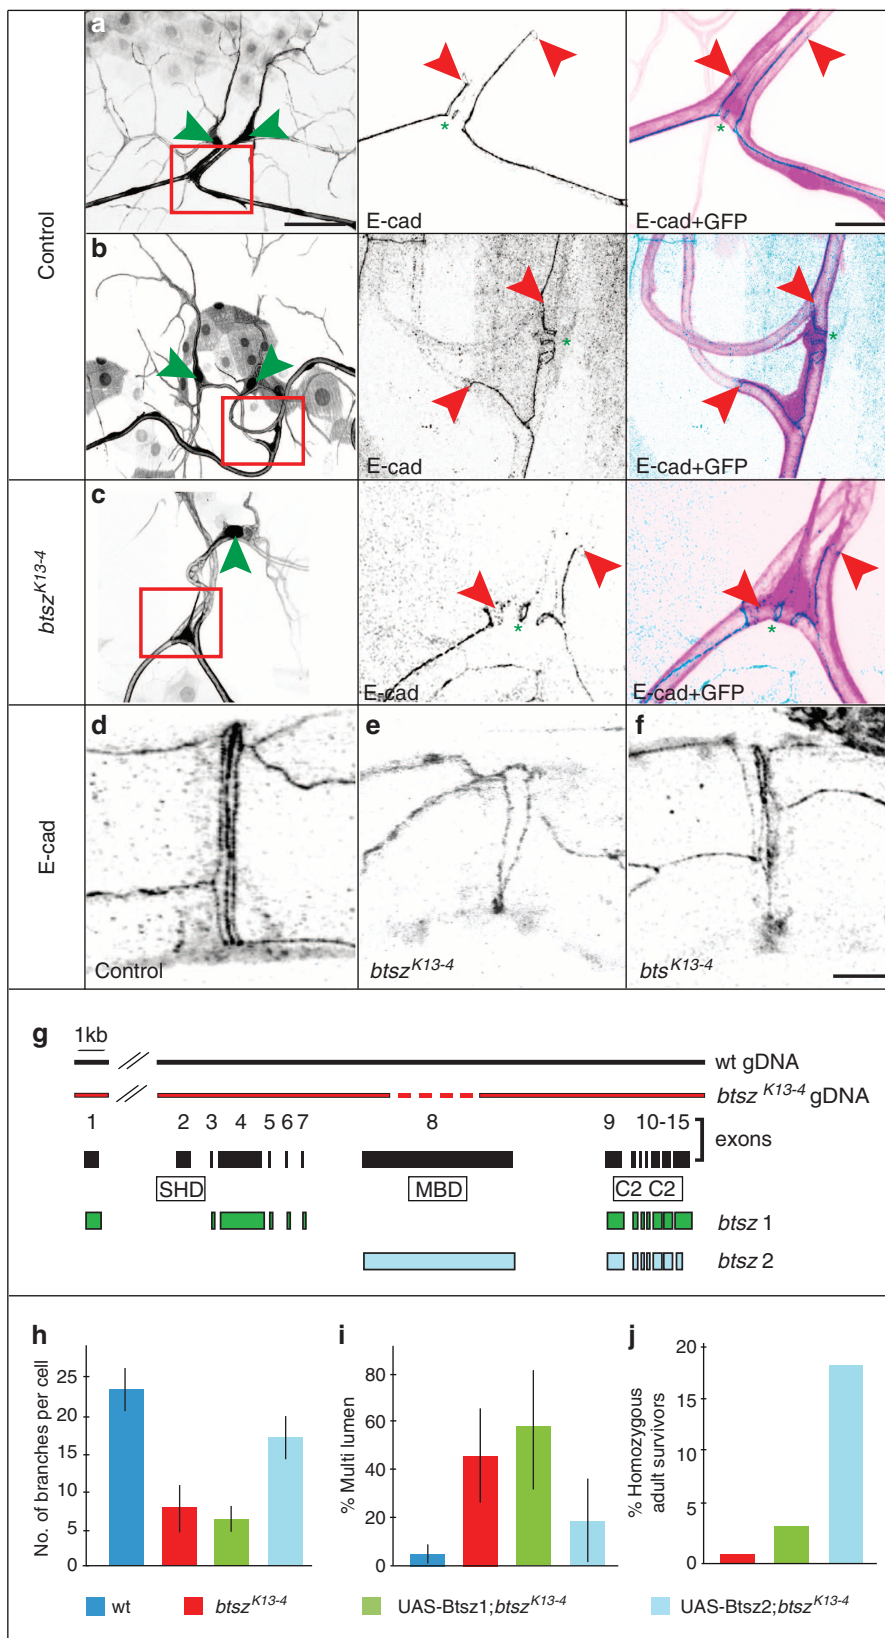 Control
a
E-cad
*
E-cad+GFP
*
b
E-cad
*
E-cad+GFP
*
btsz K13-4
c
E-cad
*
E-cad+GFP
*
E-cad
d
Control
e
btsz K13-4
f
bts K13-4
g
1kb
wt gDNA
btsz K13-4 gDNA
1 2 3 4 5 6 7 8 9 10-15
exons
SHD MBD C2 C2
btsz 1
btsz 2
h
No. of branches per cell
25
20
15
10
5
0
i
% Multi lumen
80
60
40
20
0
j
% Homozygous
adult survivors
20
15
10
5
0
wt
btsz K13-4
UAS-Btsz1;btsz K13-4
UAS-Btsz2;btsz K13-4